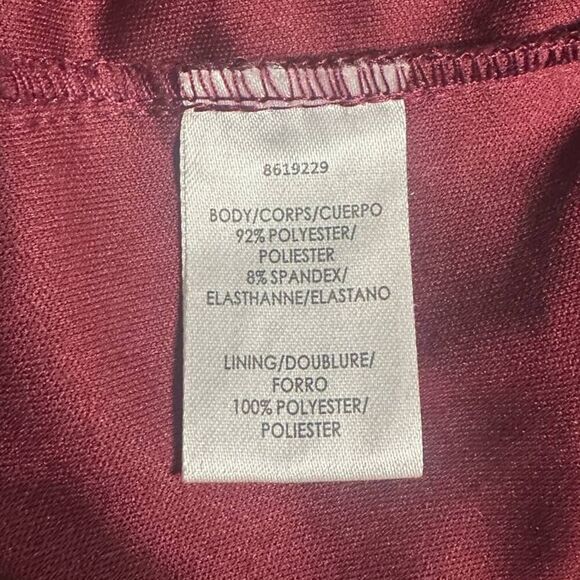 8619229
BODY/CORPS/CUERPO
92% POLYESTER/
POLIESTER
8% SPANDEX/
ELASTHANNE/ELASTANO
LINING/DOUBLURE/
FORRO
100% POLYESTER/
POLIESTER